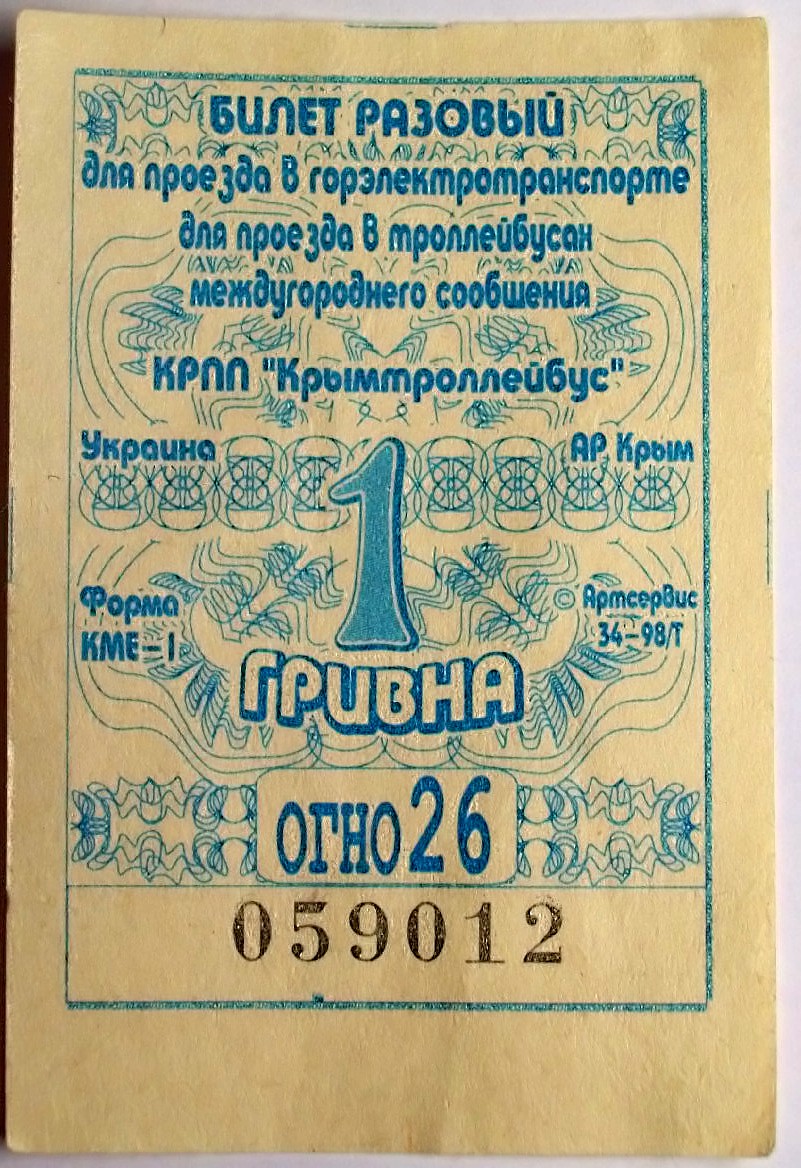 БИЛЕТ РАЗОВЫЙ
для проезда в горэлектротранспорте
для проезда в троллейбусах
междугороднего сообщения
КРПП "Крымтроллейбус"
Украина АР Крым
1
Форма © Артсервис
КМЕ-1 34-98/Т
ГРИВНА
ОГНО 26
059012